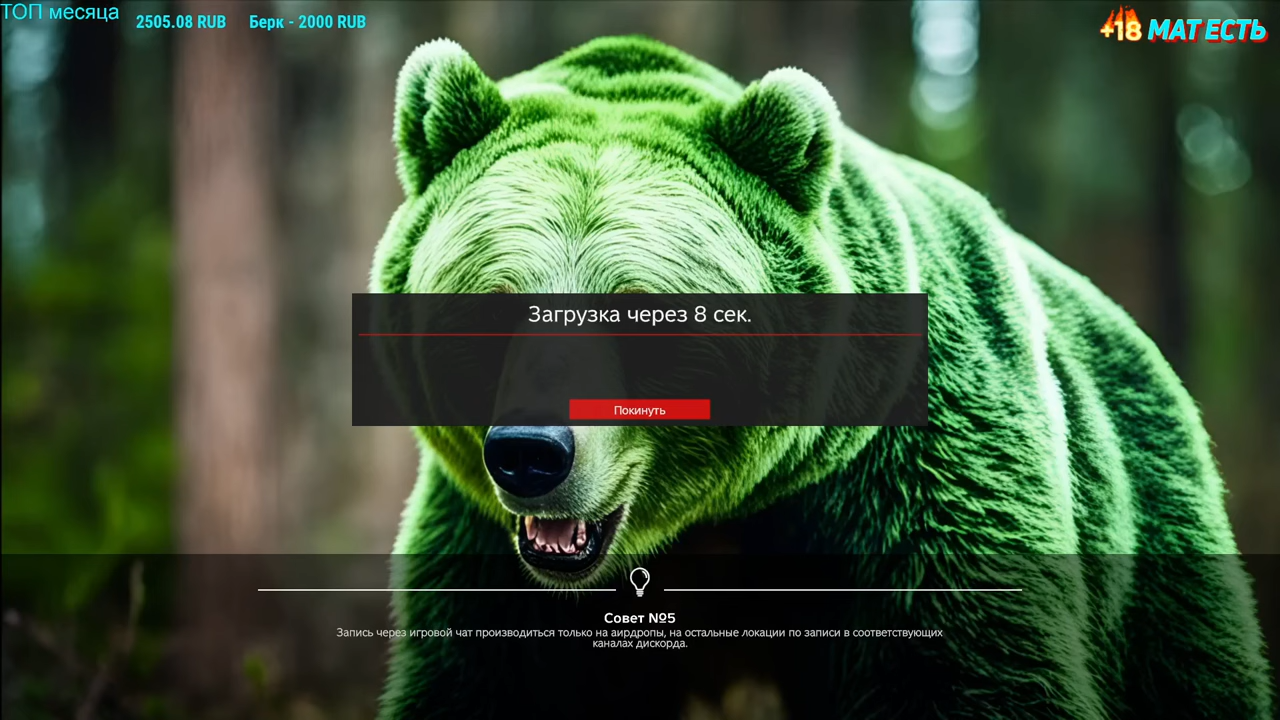 ТОП месяца
2505.08 RUB Берк - 2000 RUB
+18 МАТ ЕСТЬ
Загрузка через 8 сек.
Покинуть
Совет №5
Запись через игровой чат производиться только на аирдропы, на остальные локации по записи в соответствующих
каналах дискорда.